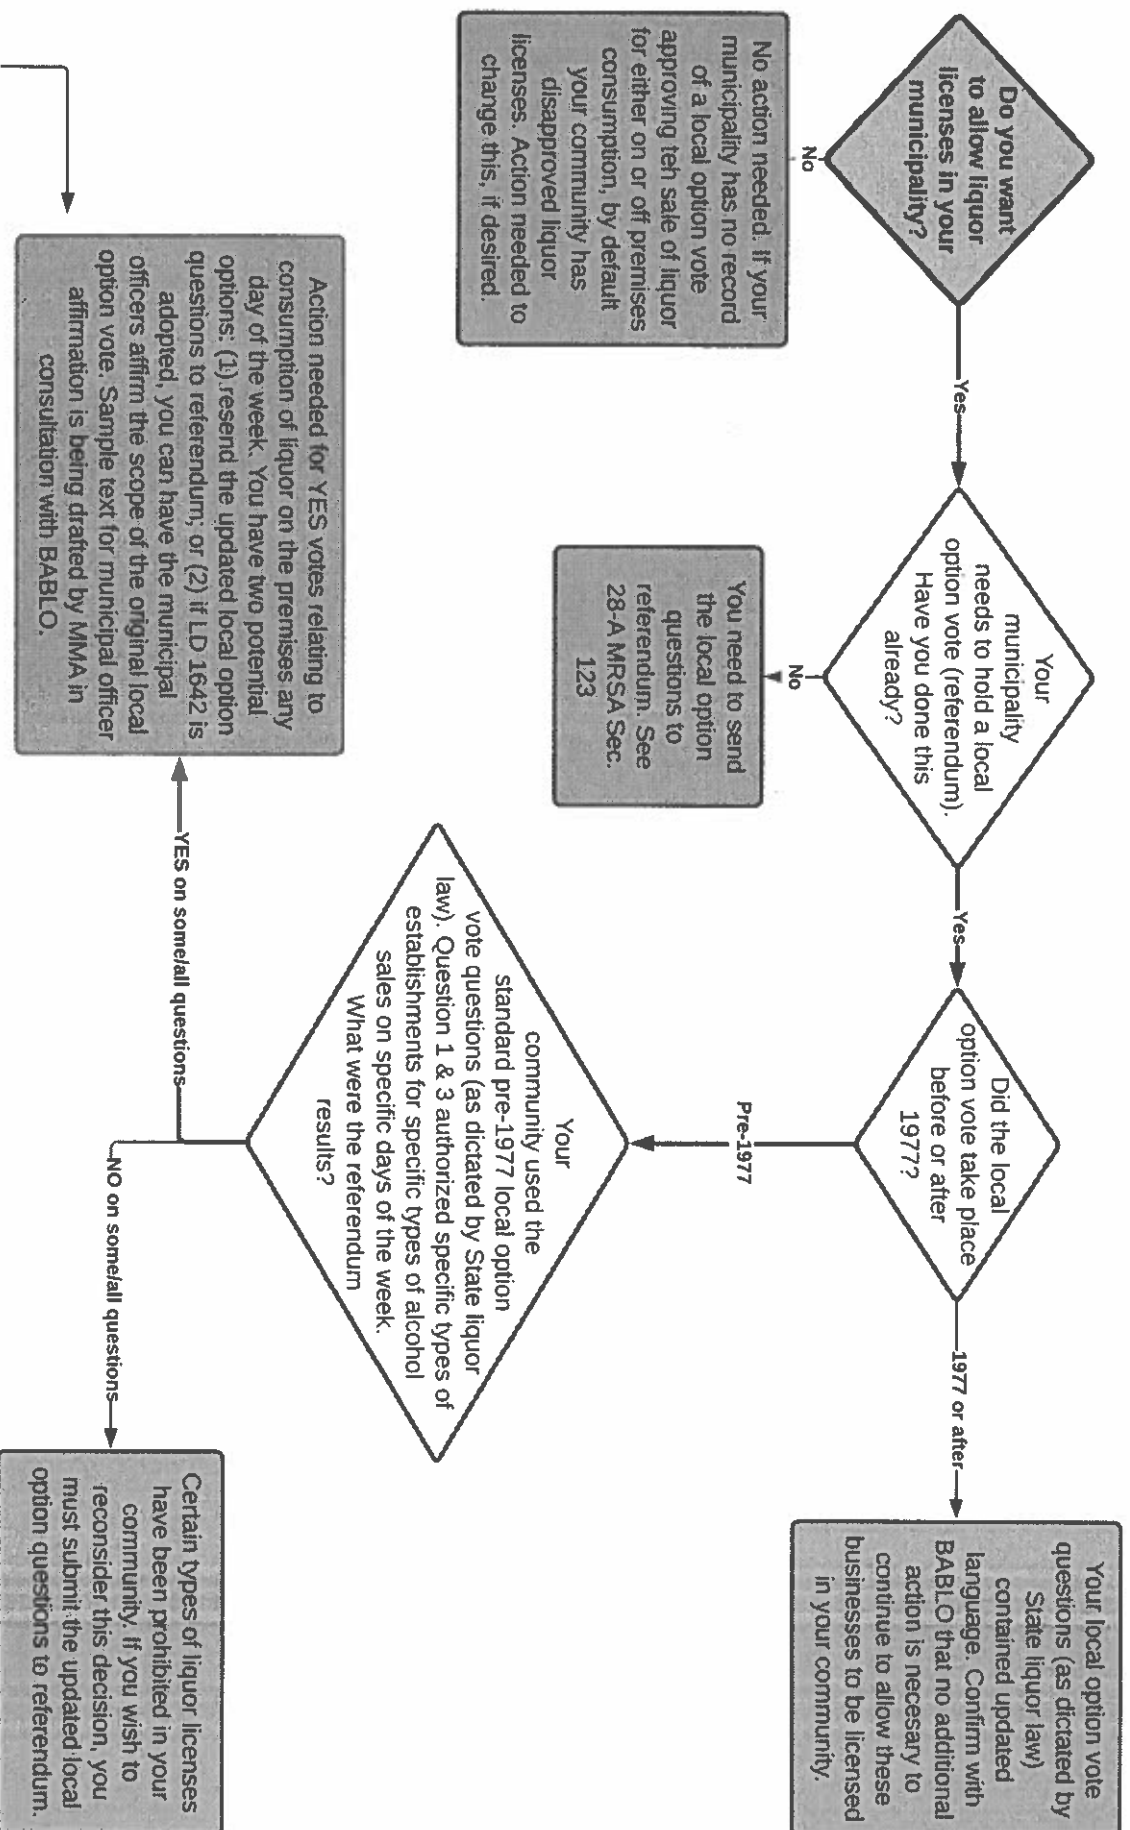 Do you want
to allow liquor
licenses in your
municipality?
No
No action needed. If your
municipality has no record
of a local option vote
approving teh sale of liquor
for either on or off premises
consumption, by default
your community has
disapproved liquor
licenses. Action needed to
change this, if desired.
Yes
Your
municipality
needs to hold a local
option vote (referendum).
Have you done this
already?
No
You need to send
the local option
questions to
referendum. See
28-A MRSA Sec.
123
Yes
Did the local
option vote take place
before or after
1977?
1977 or after
Your local option vote
questions (as dictated by
State liquor law)
contained updated
language. Confirm with
BABLO that no additional
action is necesary to
continue to allow these
businesses to be licensed
in your community.
Pre-1977
Your
community used the
standard pre-1977 local option
vote questions (as dictated by State liquor
law). Question 1 & 3 authorized specific types of
establishments for specific types of alcohol
sales on specific days of the week.
What were the referendum
results?
YES on some/all questions
Action needed for YES votes relating to
consumption of liquor on the premises any
day of the week. You have two potential
options: (1) resend the updated local option
questions to referendum; or (2) if LD 1642 is
adopted, you can have the municipal
officers affirm the scope of the original local
option vote. Sample text for municipal officer
affirmation is being drafted by MMA in
consultation with BABLO.
NO on some/all questions
Certain types of liquor licenses
have been prohibited in your
community. If you wish to
reconsider this decision, you
must submit the updated local
option questions to referendum.